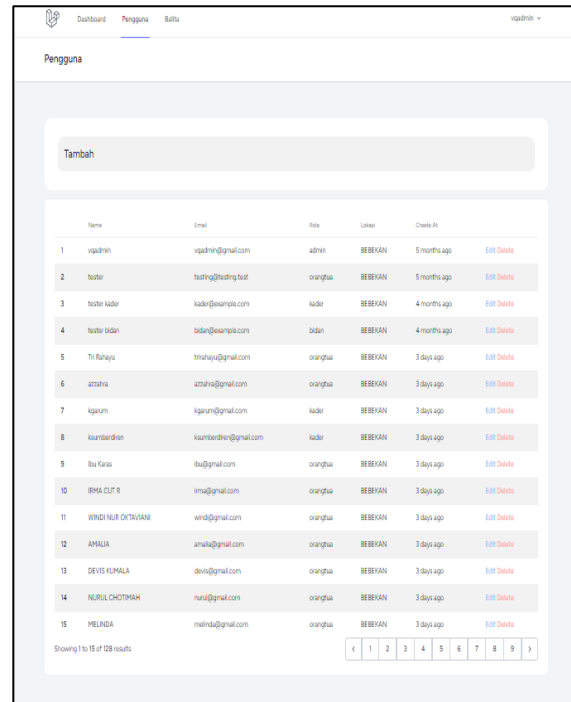 Dashboard Pengguna Balita vqadmin
Pengguna
Tambah
Nama Email Role Lokasi Create At
1 vqadmin vqadmin@gmail.com admin BEBEKAN 5 months ago Edit Delete
2 tester testing@testing.test orangtua BEBEKAN 5 months ago Edit Delete
3 tester kader kader@example.com kader BEBEKAN 4 months ago Edit Delete
4 tester bidan bidan@example.com bidan BEBEKAN 4 months ago Edit Delete
5 Tri Rahayu trirahayu@gmail.com orangtua BEBEKAN 3 days ago Edit Delete
6 azzahra azzahra@gmail.com orangtua BEBEKAN 3 days ago Edit Delete
7 kgarum kgarum@gmail.com kader BEBEKAN 3 days ago Edit Delete
8 ksumberdiren ksumberdiren@gmail.com kader BEBEKAN 3 days ago Edit Delete
9 Ibu Karas ibu@gmail.com orangtua BEBEKAN 3 days ago Edit Delete
10 IRMA CUT R irma@gmail.com orangtua BEBEKAN 3 days ago Edit Delete
11 WINDI NUR OKTAVIANI windi@gmail.com orangtua BEBEKAN 3 days ago Edit Delete
12 AMALIA amalia@gmail.com orangtua BEBEKAN 3 days ago Edit Delete
13 DEVIS KUMALA devis@gmail.com orangtua BEBEKAN 3 days ago Edit Delete
14 NURUL CHOTIMAH nurul@gmail.com orangtua BEBEKAN 3 days ago Edit Delete
15 MELINDA melinda@gmail.com orangtua BEBEKAN 3 days ago Edit Delete
Showing 1 to 15 of 128 results 1 2 3 4 5 6 7 8 9